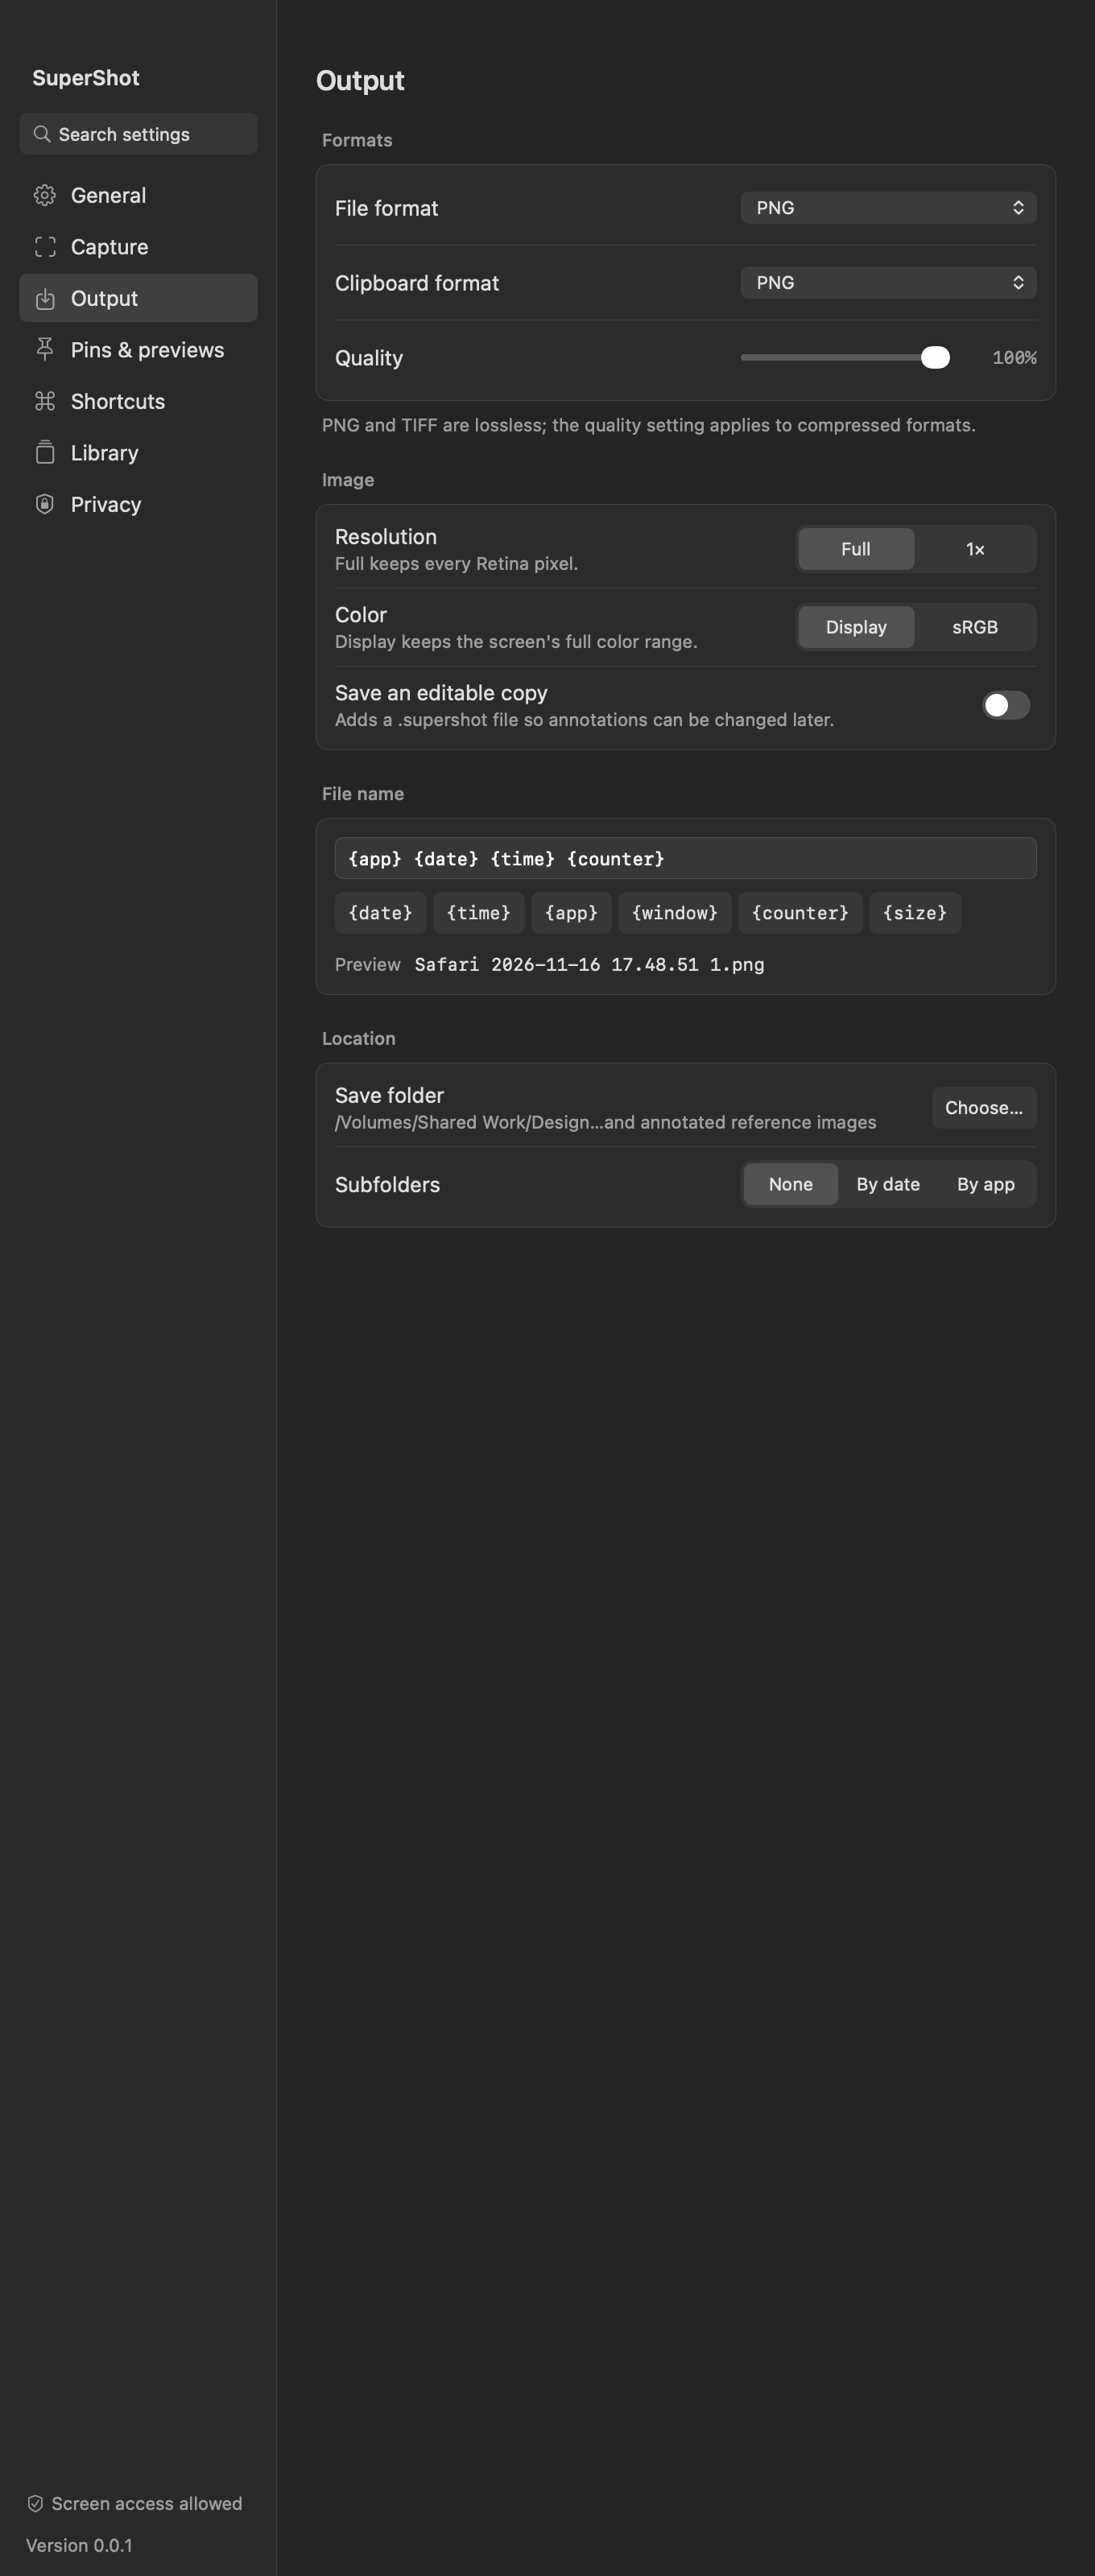 SuperShot
Search settings
General
Capture
Output
Pins & previews
Shortcuts
Library
Privacy
Screen access allowed
Version 0.0.1
Output
Formats
File format
PNG
Clipboard format
PNG
Quality
100%
PNG and TIFF are lossless; the quality setting applies to compressed formats.
Image
Resolution
Full keeps every Retina pixel.
Full
1×
Color
Display keeps the screen's full color range.
Display
sRGB
Save an editable copy
Adds a .supershot file so annotations can be changed later.
File name
{app} {date} {time} {counter}
{date} {time} {app} {window} {counter} {size}
Preview Safari 2026-11-16 17.48.51 1.png
Location
Save folder
/Volumes/Shared Work/Design...and annotated reference images
Choose...
Subfolders
None
By date
By app